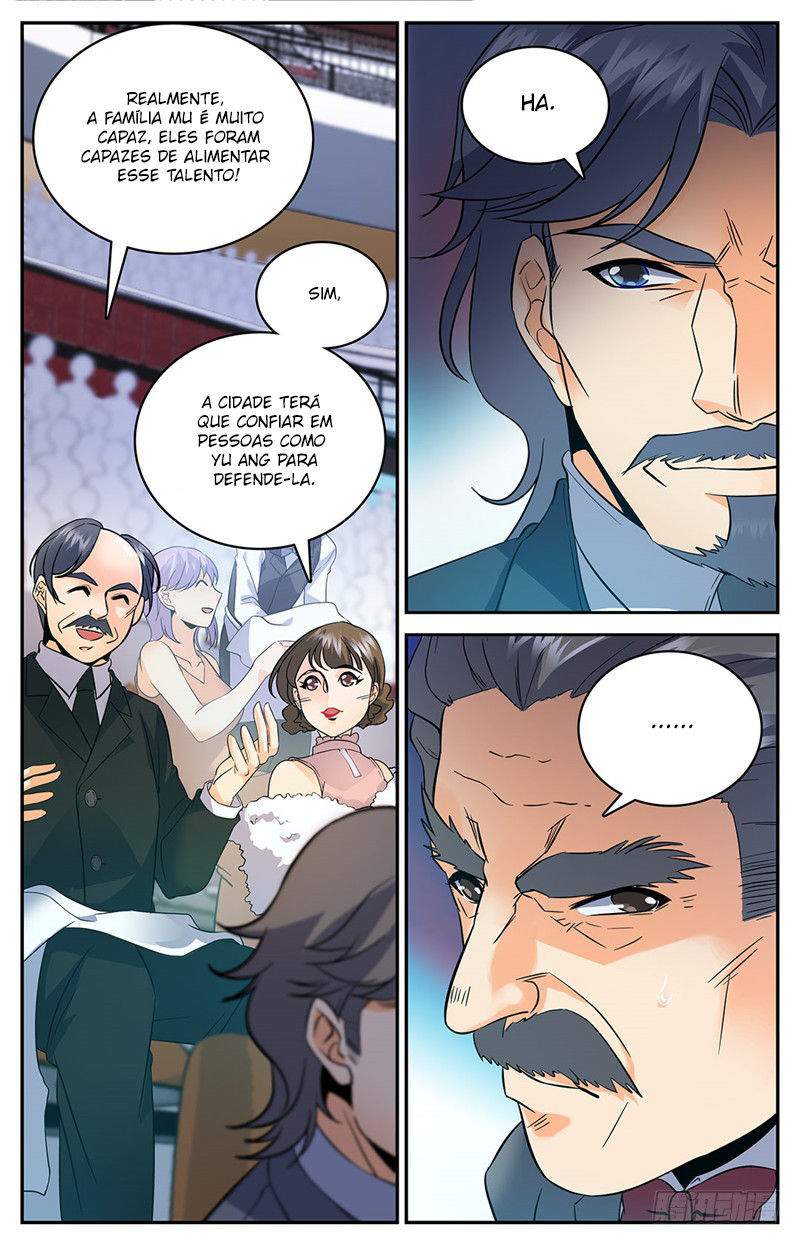 REALMENTE,
A FAMÍLIA MU É MUITO
CAPAZ, ELES FORAM
CAPAZES DE ALIMENTAR
ESSE TALENTO!
SIM,
A CIDADE TERÁ
QUE CONFIAR EM
PESSOAS COMO
YU ANG PARA
DEFENDE-LA.
HA.
......